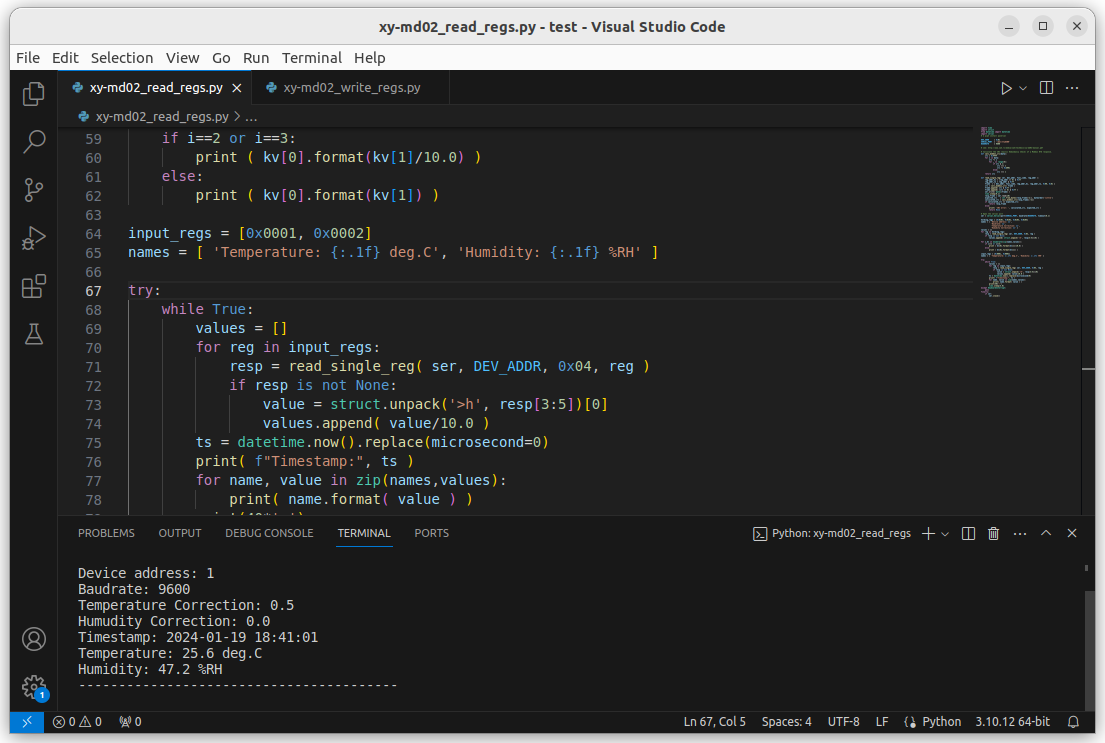 xy-md02_read_regs.py - test - Visual Studio Code
File Edit Selection View Go Run Terminal Help
xy-md02_read_regs.py xy-md02_write_regs.py
xy-md02_read_regs.py > ...
59 if i==2 or i==3:
60 print ( kv[0].format(kv[1]/10.0) )
61 else:
62 print ( kv[0].format(kv[1]) )
63
64 input_regs = [0x0001, 0x0002]
65 names = [ 'Temperature: {:.1f} deg.C', 'Humidity: {:.1f} %RH' ]
66
67 try:
68 while True:
69 values = []
70 for reg in input_regs:
71 resp = read_single_reg( ser, DEV_ADDR, 0x04, reg )
72 if resp is not None:
73 value = struct.unpack('>h', resp[3:5])[0]
74 values.append( value/10.0 )
75 ts = datetime.now().replace(microsecond=0)
76 print( f"Timestamp:", ts )
77 for name, value in zip(names,values):
78 print( name.format( value ) )
PROBLEMS OUTPUT DEBUG CONSOLE TERMINAL PORTS Python: xy-md02_read_regs
Device address: 1
Baudrate: 9600
Temperature Correction: 0.5
Humudity Correction: 0.0
Timestamp: 2024-01-19 18:41:01
Temperature: 25.6 deg.C
Humidity: 47.2 %RH
----------------------------------------
1
0 0 0 Ln 67, Col 5 Spaces: 4 UTF-8 LF Python 3.10.12 64-bit